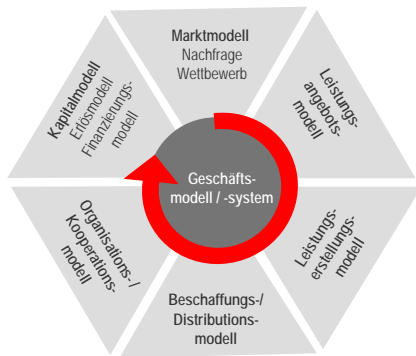 Marktmodell
Nachfrage
Wettbewerb
Leistungs-
angebots-
modell
Leistungs-
erstellungs-
modell
Beschaffungs-/
Distributions-
modell
Organisations-/
Kooperations-
modell
Kapitalmodell
Erlösmodell
Finanzierungs-
modell
Geschäfts-
modell / -system